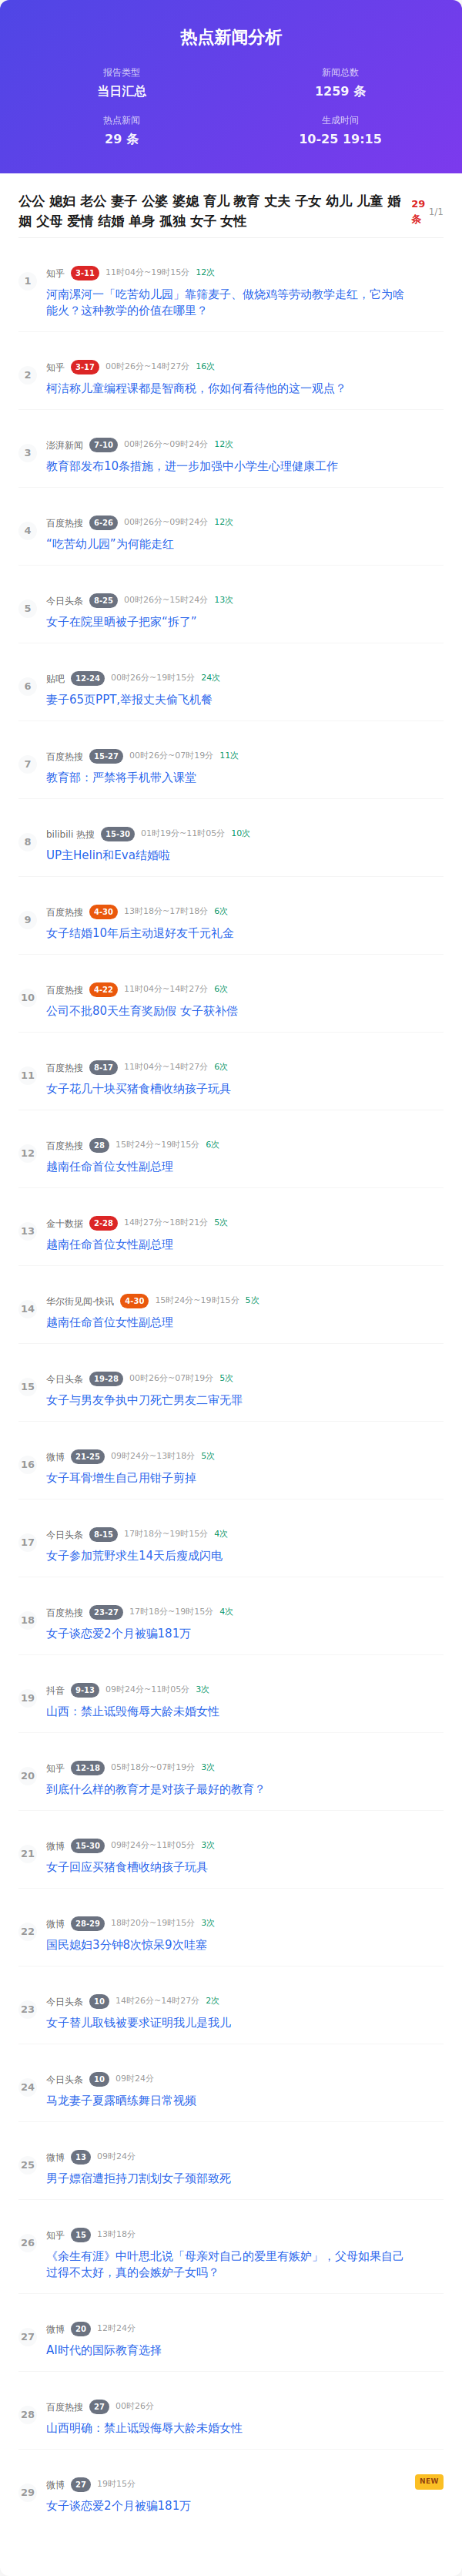 热点新闻分析
报告类型
新闻总数
当日汇总
1259 条
热点新闻
生成时间
29 条
10-25 19:15
公公 媳妇 老公 妻子 公婆 婆媳 育儿 教育 丈夫 子女 幼儿 儿童 婚
姻 父母 爱情 结婚 单身 孤独 女子 女性
29
条
1/1
1
知乎 3-11 11时04分~19时15分 12次
河南漯河一「吃苦幼儿园」靠筛麦子、做烧鸡等劳动教学走红，它为啥
能火？这种教学的价值在哪里？
2
知乎 3-17 00时26分~14时27分 16次
柯洁称儿童编程课都是智商税，你如何看待他的这一观点？
3
澎湃新闻 7-10 00时26分~09时24分 12次
教育部发布10条措施，进一步加强中小学生心理健康工作
4
百度热搜 6-26 00时26分~09时24分 12次
“吃苦幼儿园”为何能走红
5
今日头条 8-25 00时26分~15时24分 13次
女子在院里晒被子把家“拆了”
6
贴吧 12-24 00时26分~19时15分 24次
妻子65页PPT,举报丈夫偷飞机餐
7
百度热搜 15-27 00时26分~07时19分 11次
教育部：严禁将手机带入课堂
8
bilibili 热搜 15-30 01时19分~11时05分 10次
UP主Helin和Eva结婚啦
9
百度热搜 4-30 13时18分~17时18分 6次
女子结婚10年后主动退好友千元礼金
10
百度热搜 4-22 11时04分~14时27分 6次
公司不批80天生育奖励假 女子获补偿
11
百度热搜 8-17 11时04分~14时27分 6次
女子花几十块买猪食槽收纳孩子玩具
12
百度热搜 28 15时24分~19时15分 6次
越南任命首位女性副总理
13
金十数据 2-28 14时27分~18时21分 5次
越南任命首位女性副总理
14
华尔街见闻-快讯 4-30 15时24分~19时15分 5次
越南任命首位女性副总理
15
今日头条 19-28 00时26分~07时19分 5次
女子与男友争执中刀死亡男友二审无罪
16
微博 21-25 09时24分~13时18分 5次
女子耳骨增生自己用钳子剪掉
17
今日头条 8-15 17时18分~19时15分 4次
女子参加荒野求生14天后瘦成闪电
18
百度热搜 23-27 17时18分~19时15分 4次
女子谈恋爱2个月被骗181万
19
抖音 9-13 09时24分~11时05分 3次
山西：禁止诋毁侮辱大龄未婚女性
20
知乎 12-18 05时18分~07时19分 3次
到底什么样的教育才是对孩子最好的教育？
21
微博 15-30 09时24分~11时05分 3次
女子回应买猪食槽收纳孩子玩具
22
微博 28-29 18时20分~19时15分 3次
国民媳妇3分钟8次惊呆9次哇塞
23
今日头条 10 14时26分~14时27分 2次
女子替儿取钱被要求证明我儿是我儿
24
今日头条 10 09时24分
马龙妻子夏露晒练舞日常视频
25
微博 13 09时24分
男子嫖宿遭拒持刀割划女子颈部致死
26
知乎 15 13时18分
《余生有涯》中叶思北说「母亲对自己的爱里有嫉妒」，父母如果自己
过得不太好，真的会嫉妒子女吗？
27
微博 20 12时24分
AI时代的国际教育选择
28
百度热搜 27 00时26分
山西明确：禁止诋毁侮辱大龄未婚女性
29
微博 27 19时15分
NEW
女子谈恋爱2个月被骗181万